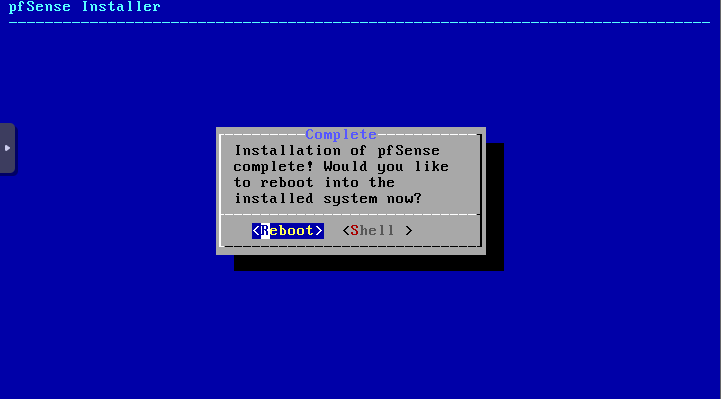 pfSense Installer
Complete
Installation of pfSense
complete! Would you like
to reboot into the
installed system now?
<Reboot> <Shell >